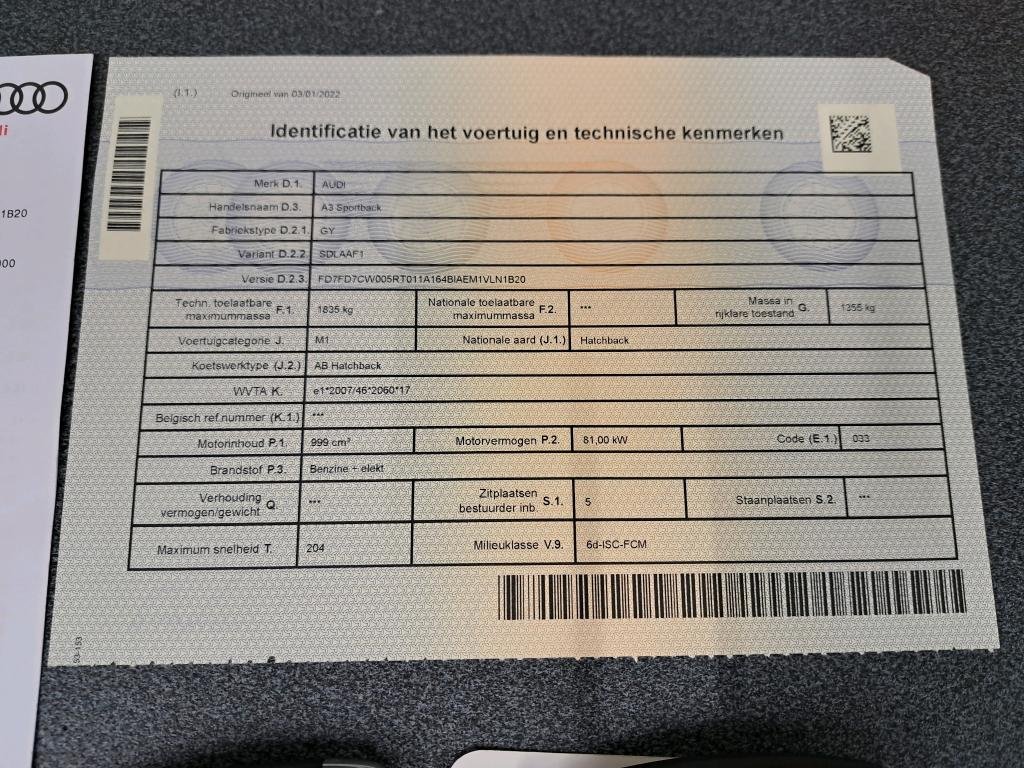 (I.1.) Origineel van 03/01/2022
Identificatie van het voertuig en technische kenmerken
Merk D.1. AUDI
Handelsnaam D.3. A3 Sportback
Fabriekstype D.2.1. GY
Variant D.2.2. SDLAAF1
Versie D.2.3. FD7FD7CW005RT011A164BIAEM1VLN1B20
Techn. toelaatbare maximummassa F.1. 1835 kg Nationale toelaatbare maximummassa F.2. *** Massa in rijklare toestand G. 1355 kg
Voertuigcategorie J. M1 Nationale aard (J.1.) Hatchback
Koetswerktype (J.2.) AB Hatchback
WVTA K. e1*2007/46*2060*17
Belgisch ref.nummer (K.1.) ***
Motorinhoud P.1. 999 cm³ Motorvermogen P.2. 81,00 kW Code (E.1.) 033
Brandstof P.3. Benzine + elekt
Verhouding vermogen/gewicht Q. *** Zitplaatsen bestuurder inb. S.1. 5 Staanplaatsen S.2. ***
Maximum snelheid T. 204 Milieuklasse V.9. 6d-ISC-FCM
1B20
000